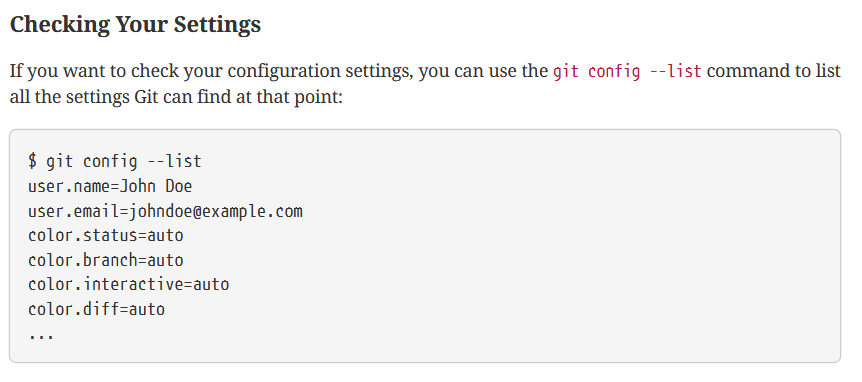 Checking Your Settings
If you want to check your configuration settings, you can use the git config --list command to list
all the settings Git can find at that point:
$ git config --list
user.name=John Doe
user.email=johndoe@example.com
color.status=auto
color.branch=auto
color.interactive=auto
color.diff=auto
...